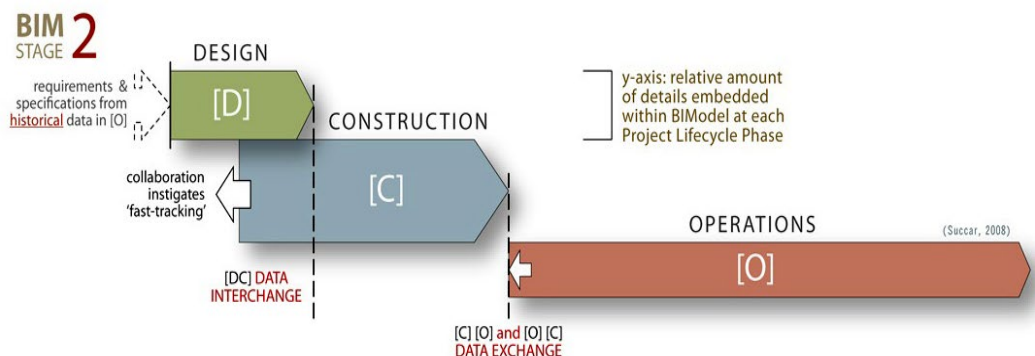 BIM
STAGE 2
DESIGN
requirements &
specifications from
historical data in [O]
[D]
y-axis: relative amount
of details embedded
within BIModel at each
Project Lifecycle Phase
CONSTRUCTION
collaboration
instigates
'fast-tracking'
[C]
OPERATIONS
(Succar, 2008)
[O]
[DC] DATA
INTERCHANGE
[C] [O] and [O] [C]
DATA EXCHANGE